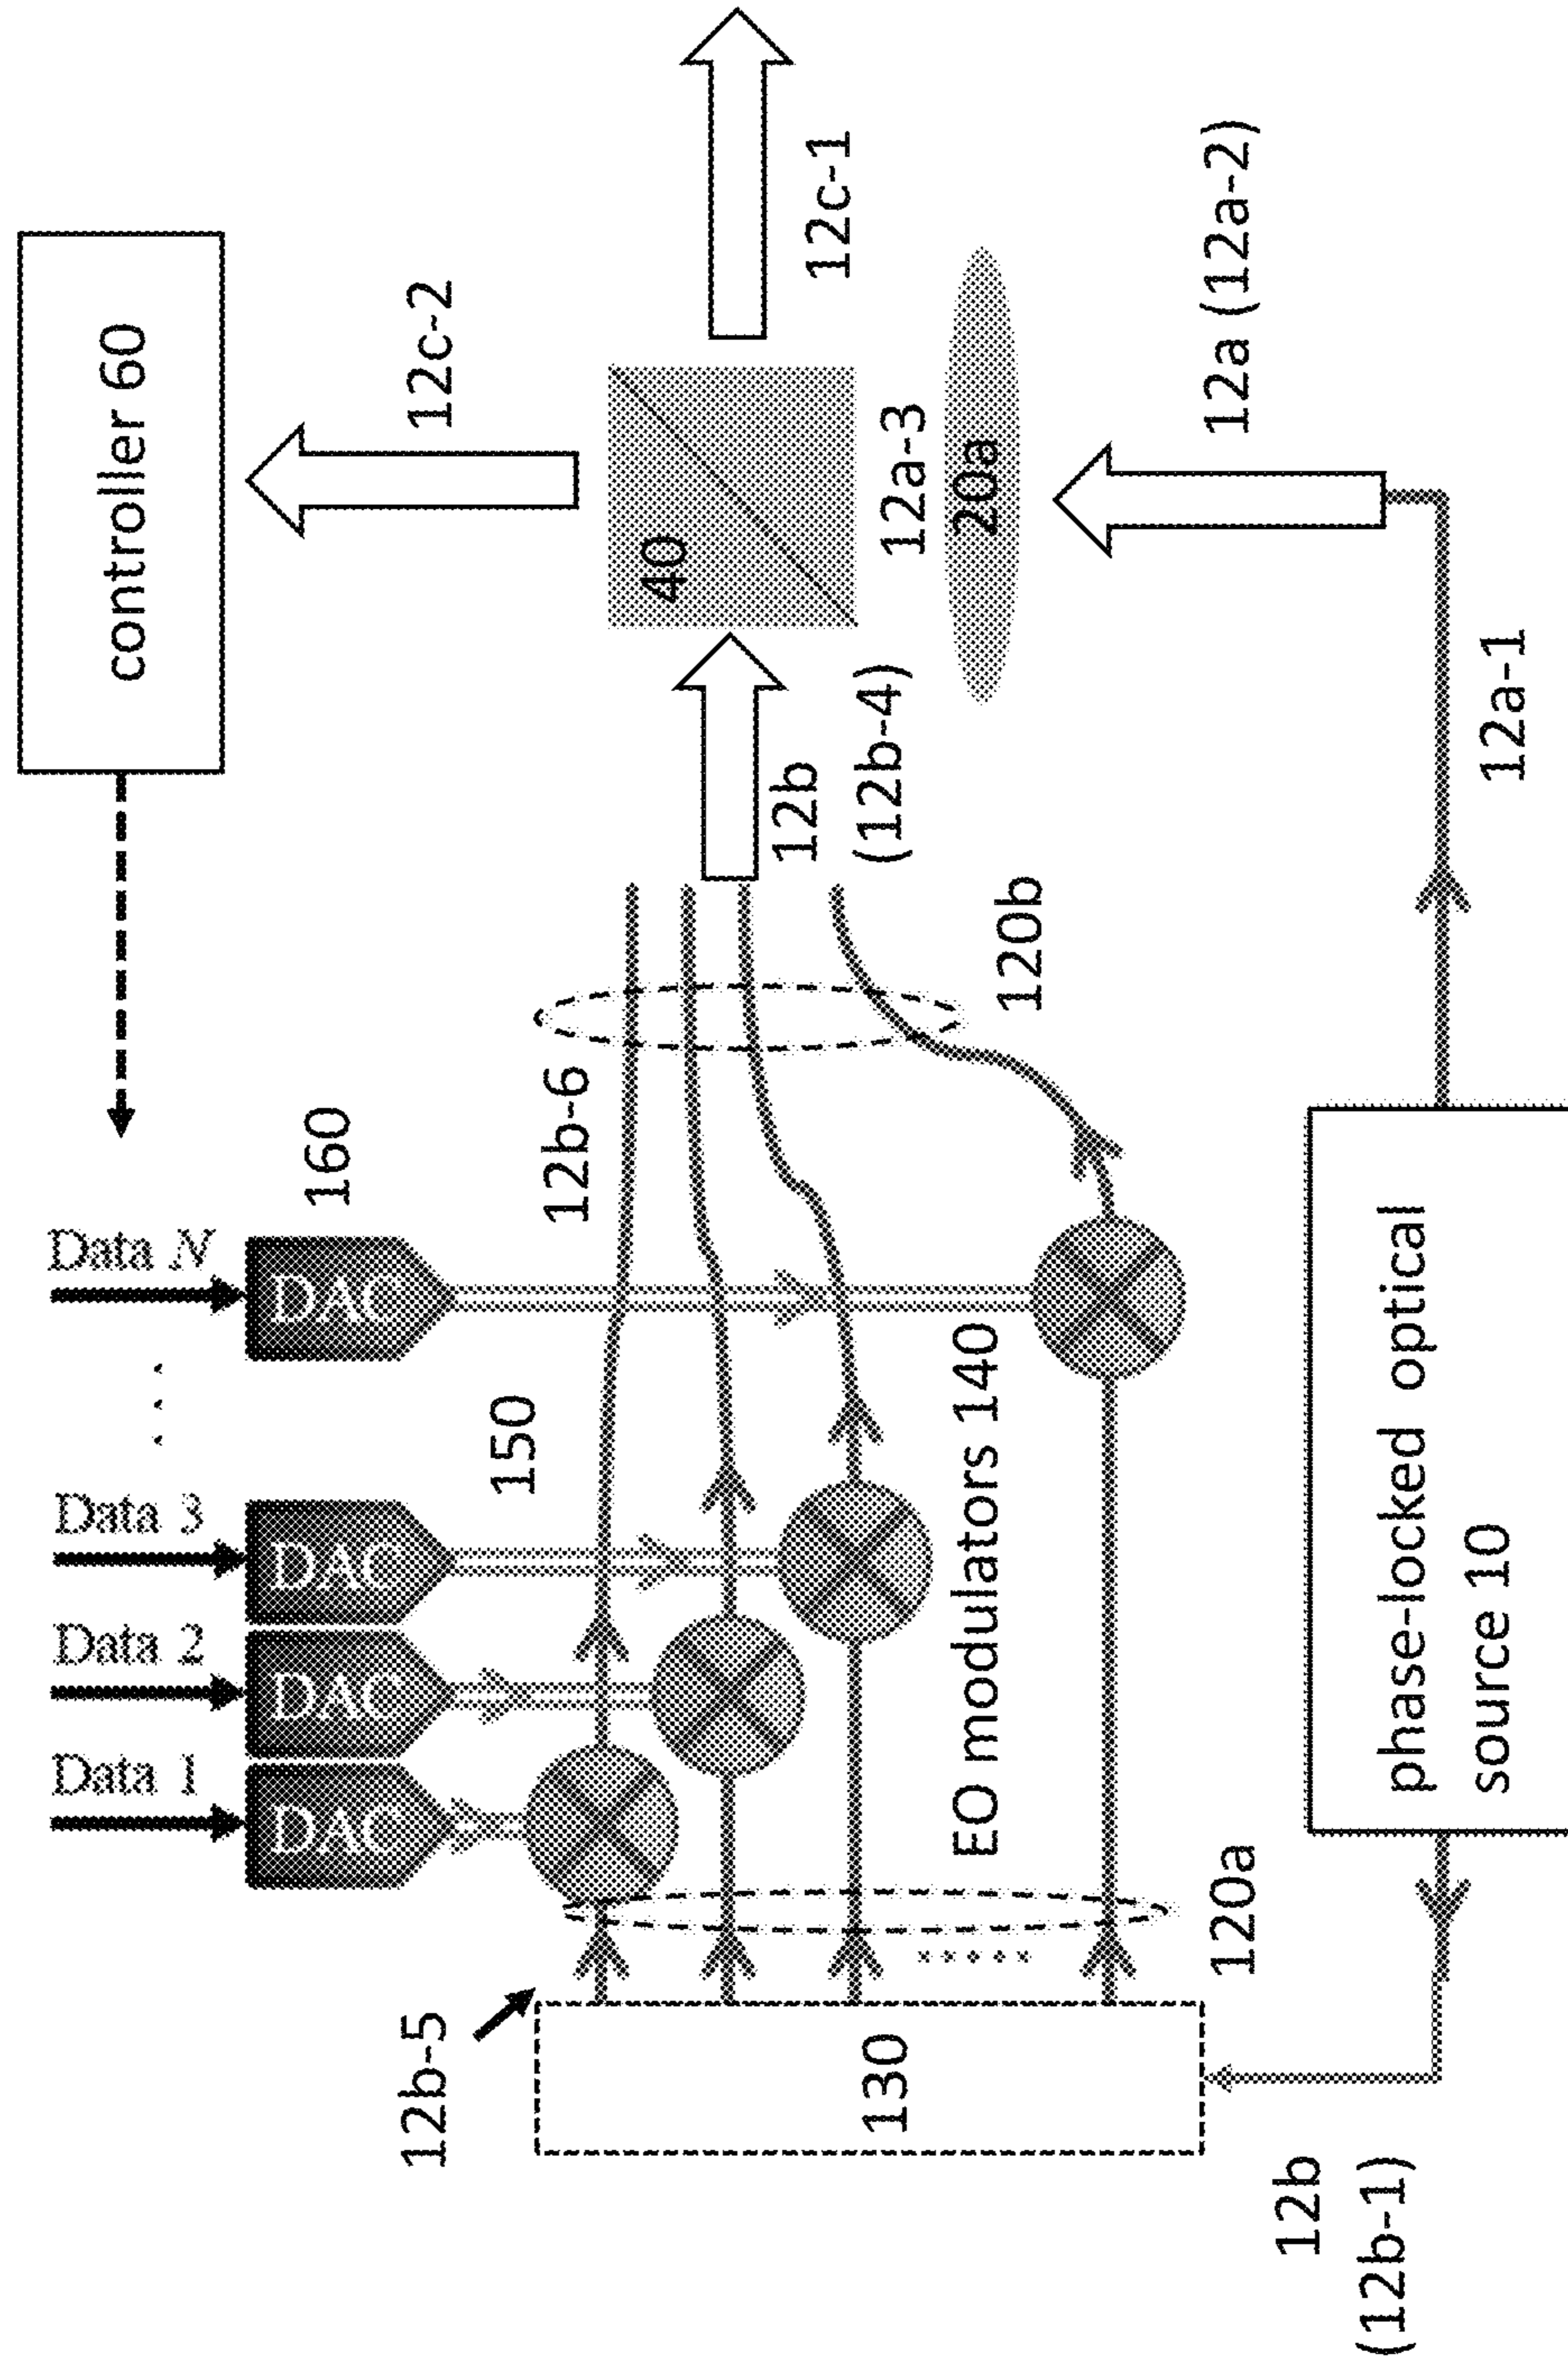 controller 60
12c-2
12c-1
40
12a-3
20a
12a (12a-2)
12a-1
12b
(12b-4)
Data N
Data 3
Data 2
Data 1
. . .
160
DAC
DAC
DAC
DAC
150
12b-6
120b
EO modulators 140
12b-5
130
120a
12b
(12b-1)
phase-locked optical
source 10